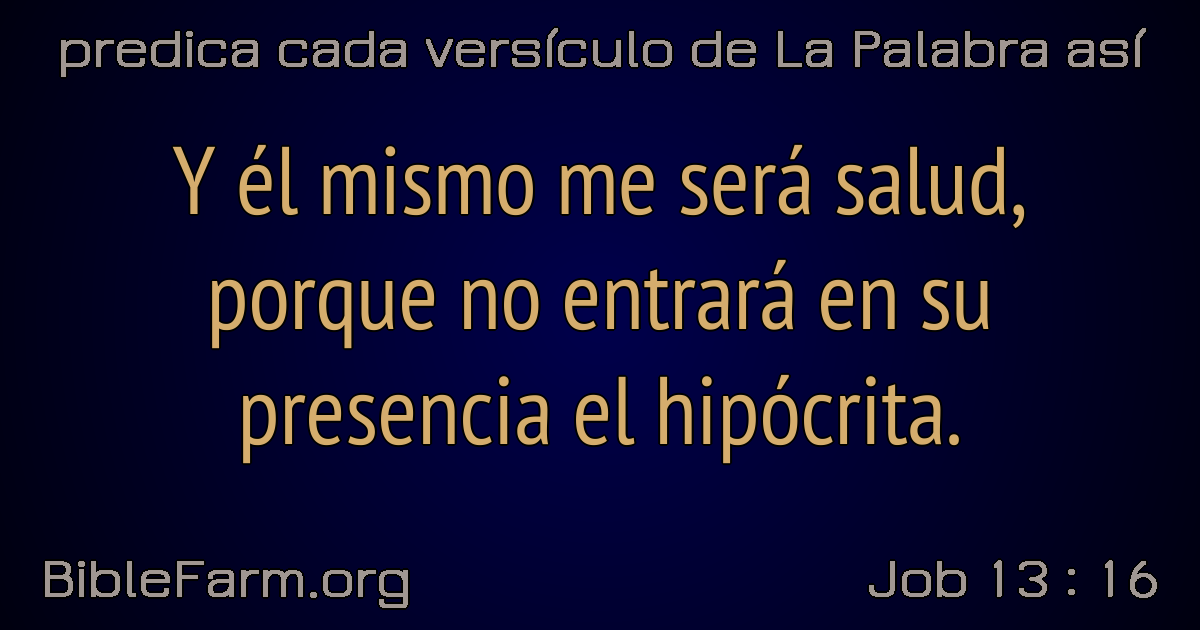 predica cada versículo de La Palabra así
Y él mismo me será salud,
porque no entrará en su
presencia el hipócrita.
BibleFarm.org
Job 13 : 16